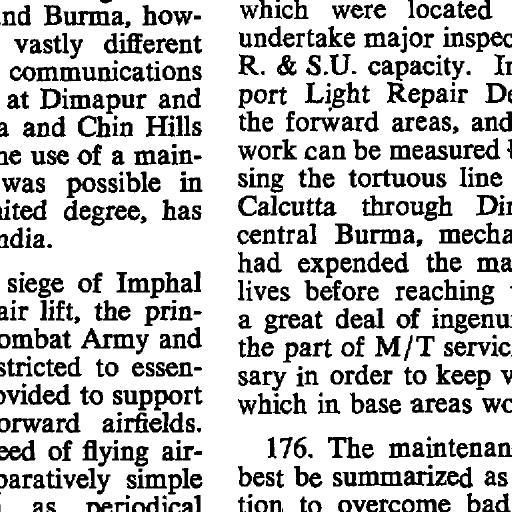 nd Burma, how-
vastly different
communications
at Dimapur and
a and Chin Hills
he use of a main-
was possible in
nited degree, has
ndia.
siege of Imphal
air lift, the prin-
ombat Army and
stricted to essen-
ovided to support
orward airfields.
eed of flying air-
paratively simple
as periodical
which were located
undertake major inspec
R. & S.U. capacity. In
port Light Repair De
the forward areas, and
work can be measured
sing the tortuous line
Calcutta through Dim
central Burma, mecha
had expended the ma
lives before reaching
a great deal of ingenu
the part of M/T servic
sary in order to keep v
which in base areas wo
176. The maintenan
best be summarized as
tion to overcome bad